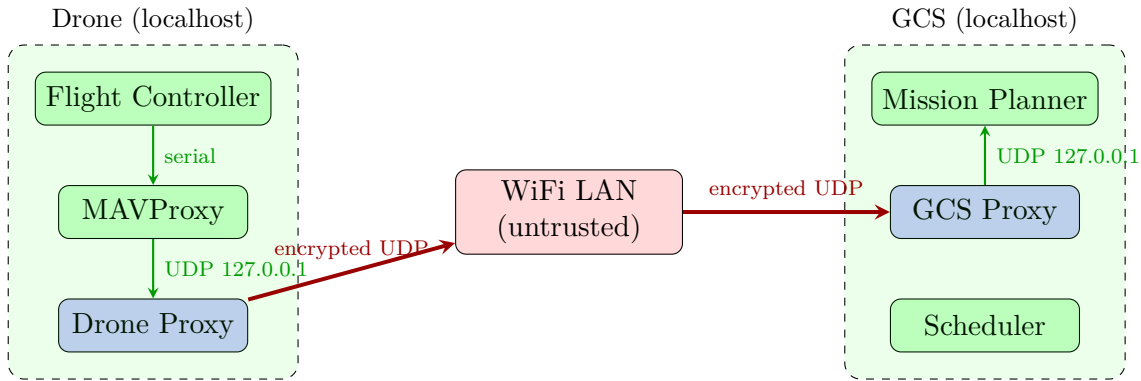 Drone (localhost)
Flight Controller
serial
MAVProxy
UDP 127.0.0.1
Drone Proxy
encrypted UDP
WiFi LAN
(untrusted)
encrypted UDP
GCS (localhost)
Mission Planner
UDP 127.0.0.1
GCS Proxy
Scheduler